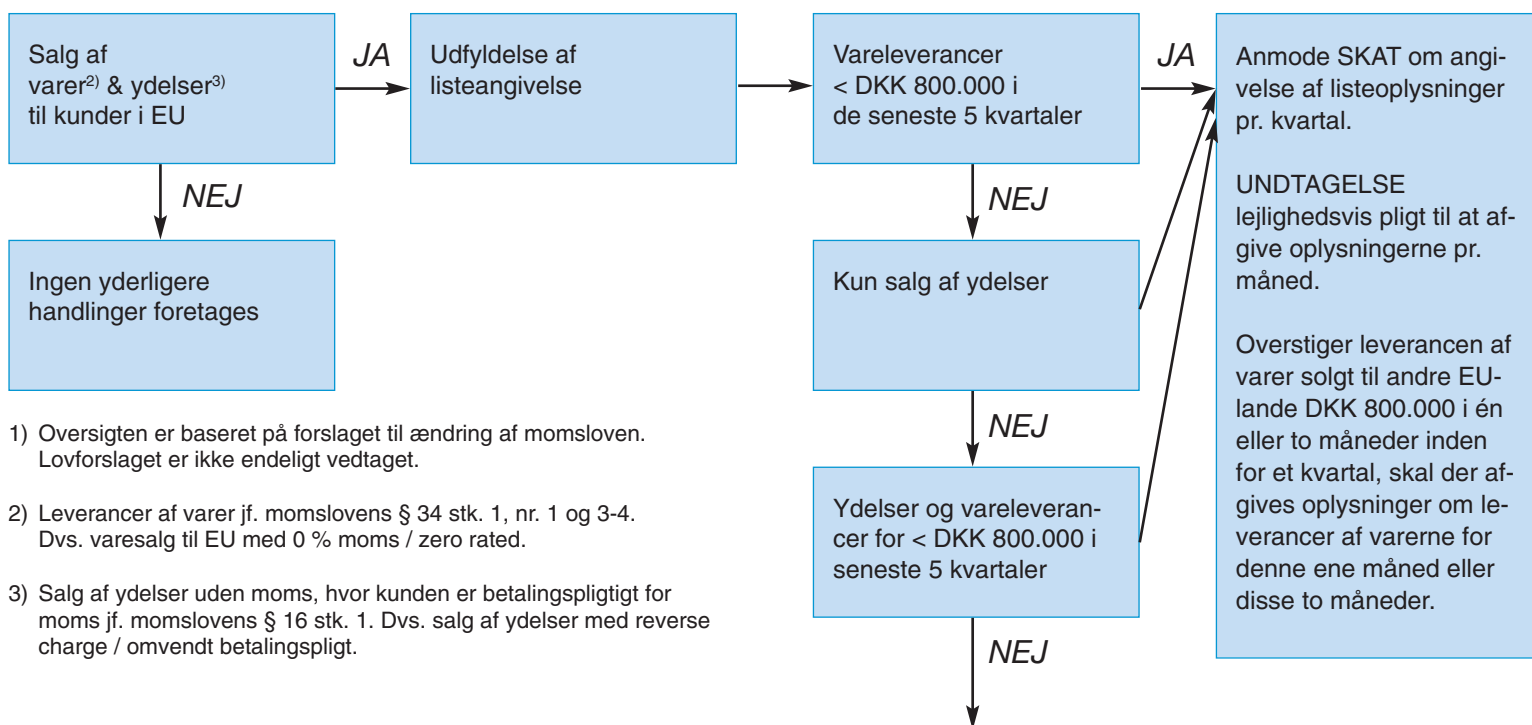 Salg af
varer2) & ydelser3)
til kunder i EU
JA
Udfyldelse af
listeangivelse
Vareleverancer
< DKK 800.000 i
de seneste 5 kvartaler
JA
Anmode SKAT om angi-
velse af listeoplysninger
pr. kvartal.
UNDTAGELSE
lejlighedsvis pligt til at af-
give oplysningerne pr.
måned.
Overstiger leverancen af
varer solgt til andre EU-
lande DKK 800.000 i én
eller to måneder inden
for et kvartal, skal der af-
gives oplysninger om le-
verancer af varerne for
denne ene måned eller
disse to måneder.
NEJ
Ingen yderligere
handlinger foretages
NEJ
Kun salg af ydelser
NEJ
Ydelser og vareleveran-
cer for < DKK 800.000 i
seneste 5 kvartaler
NEJ
1) Oversigten er baseret på forslaget til ændring af momsloven.
Lovforslaget er ikke endeligt vedtaget.
2) Leverancer af varer jf. momslovens § 34 stk. 1, nr. 1 og 3-4.
Dvs. varesalg til EU med 0 % moms / zero rated.
3) Salg af ydelser uden moms, hvor kunden er betalingspligtigt for
moms jf. momslovens § 16 stk. 1. Dvs. salg af ydelser med reverse
charge / omvendt betalingspligt.